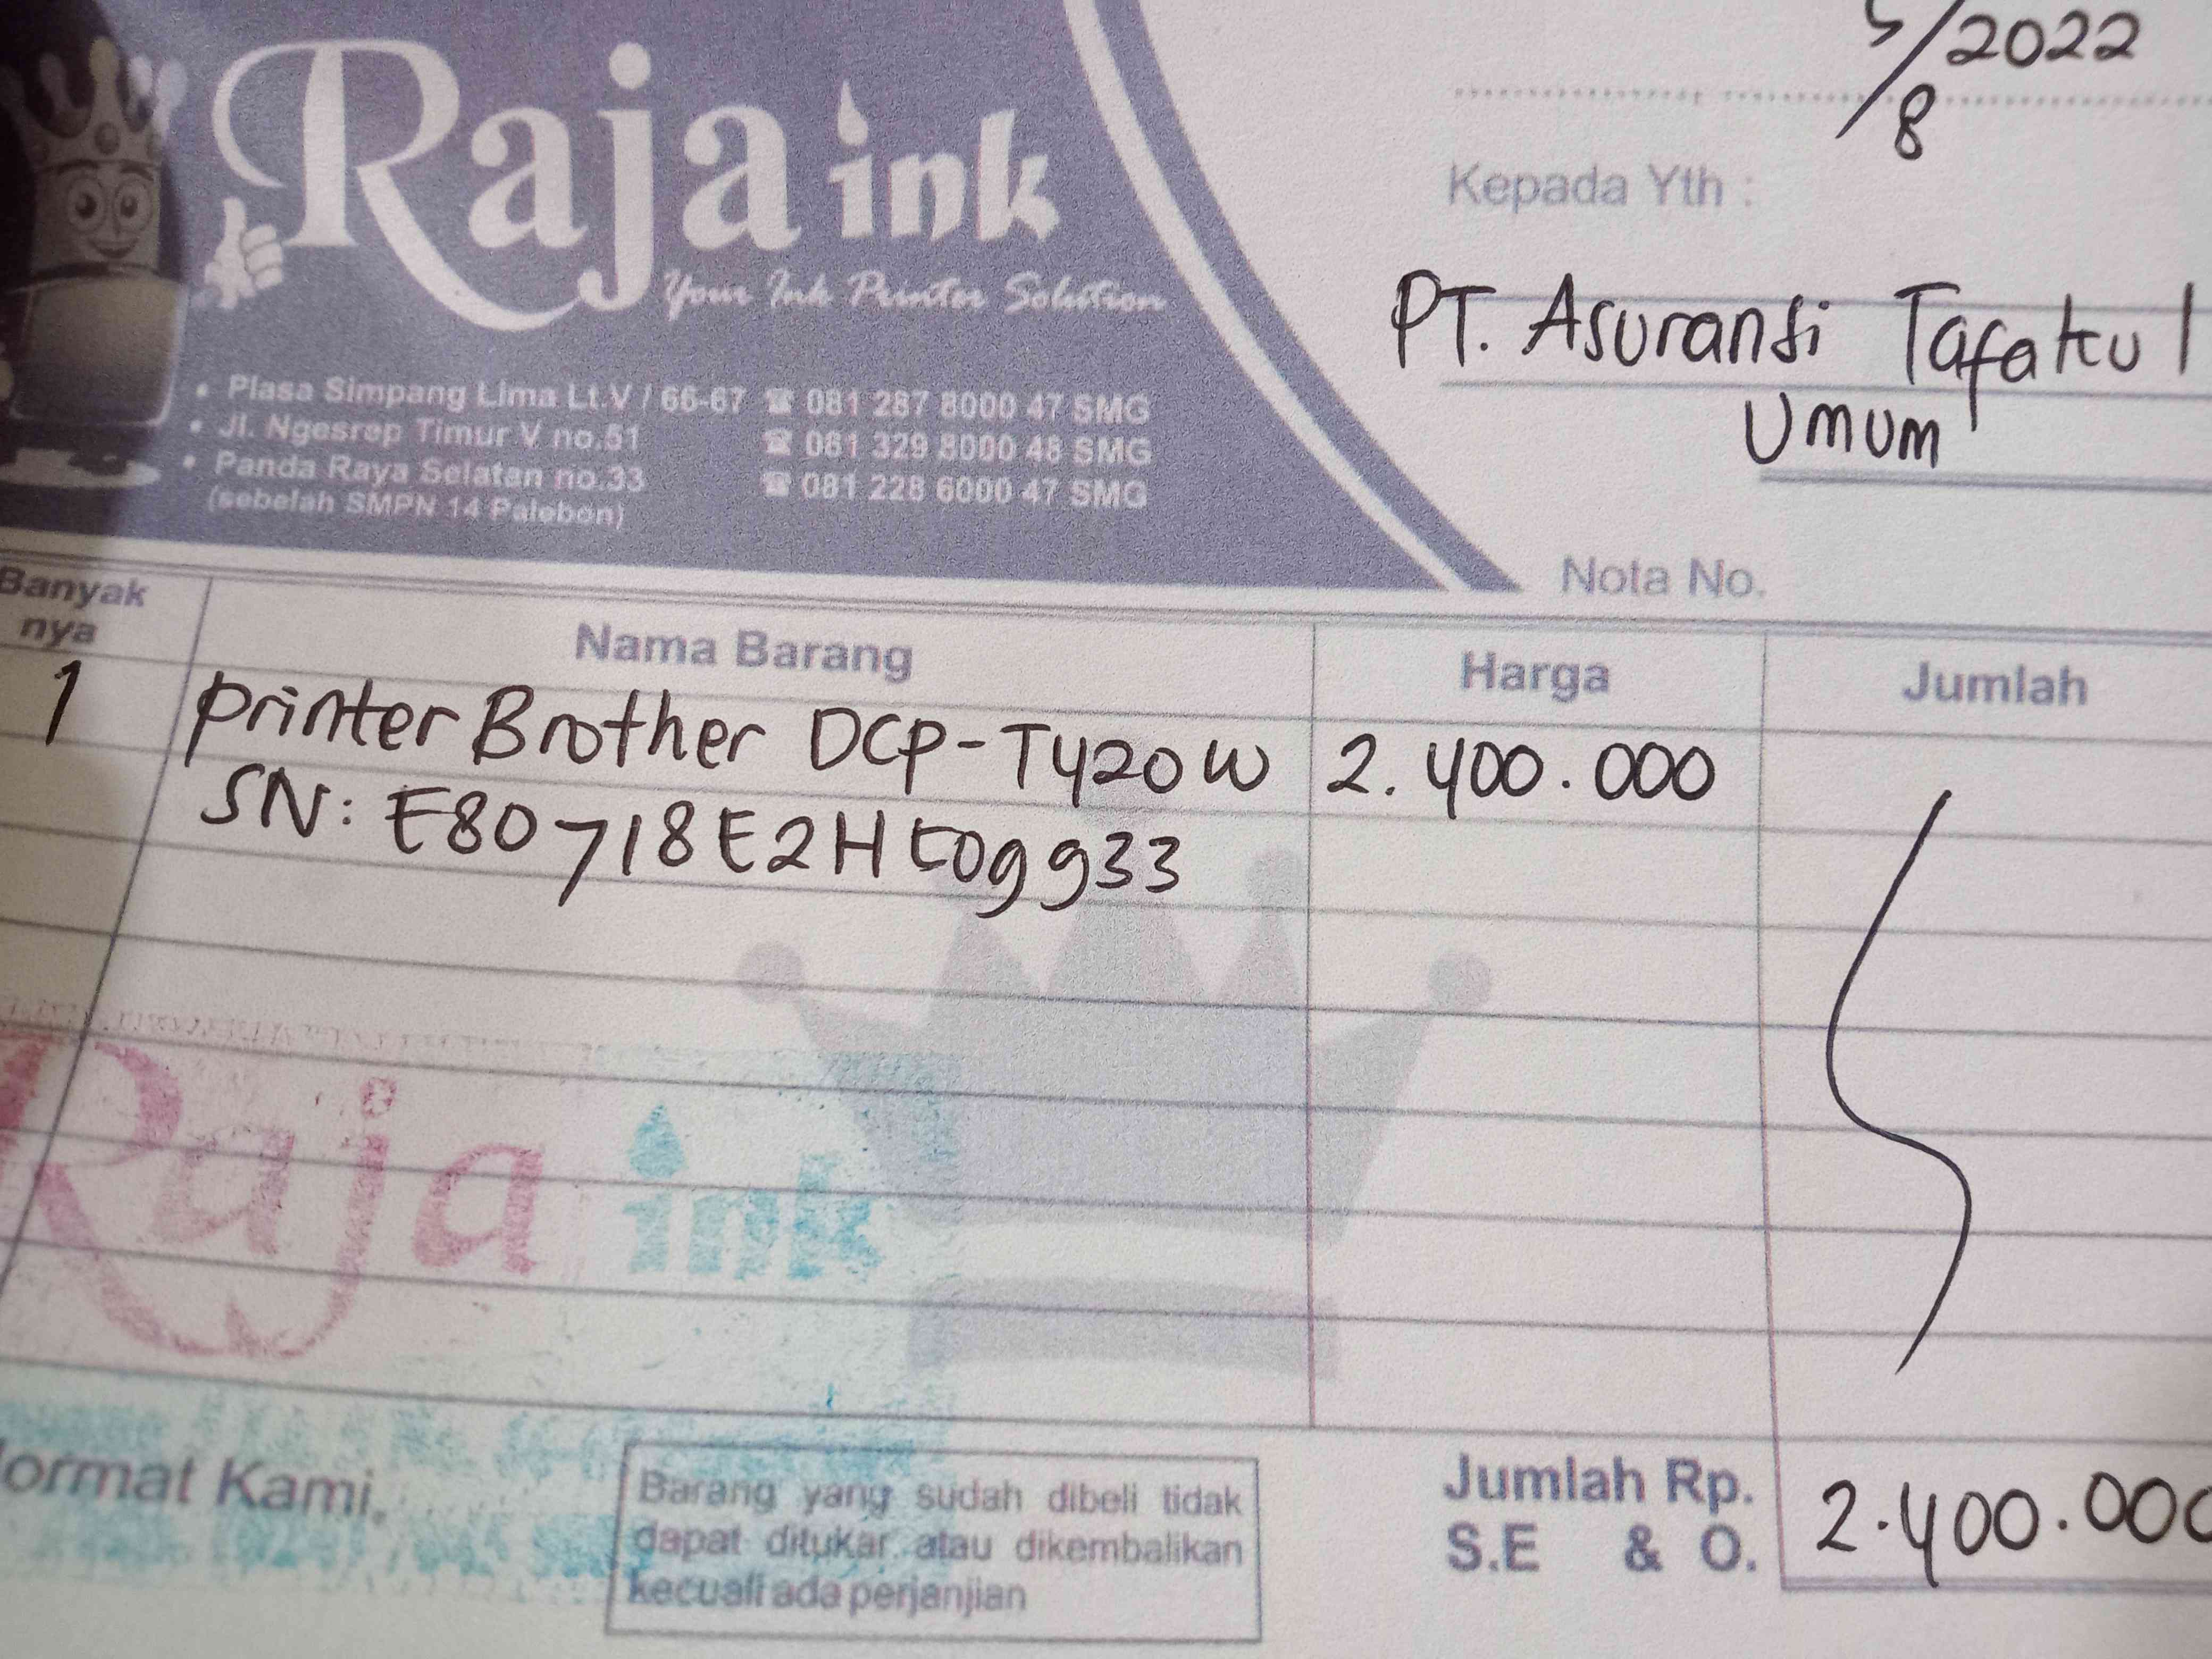 Raja ink
Your Ink Printer Solution
• Plasa Simpang Lima Lt.V / 66-67 ☎ 081 287 8000 47 SMG
• Jl. Ngesrep Timur V no.51 ☎ 081 329 8000 48 SMG
• Panda Raya Selatan no.33 ☎ 081 228 6000 47 SMG
(sebelah SMPN 14 Palebon)
5/8/2022
Kepada Yth :
PT. Asuransi Tafakul
Umum
Nota No.
Banyak nya Nama Barang Harga Jumlah
1 Printer Brother DCP-T420W 2.400.000
SN: E80718E2H509933
Raja ink
Hormat Kami,
Barang yang sudah dibeli tidak
dapat ditukar atau dikembalikan
kecuali ada perjanjian
Jumlah Rp. 2.400.000
S.E & O.